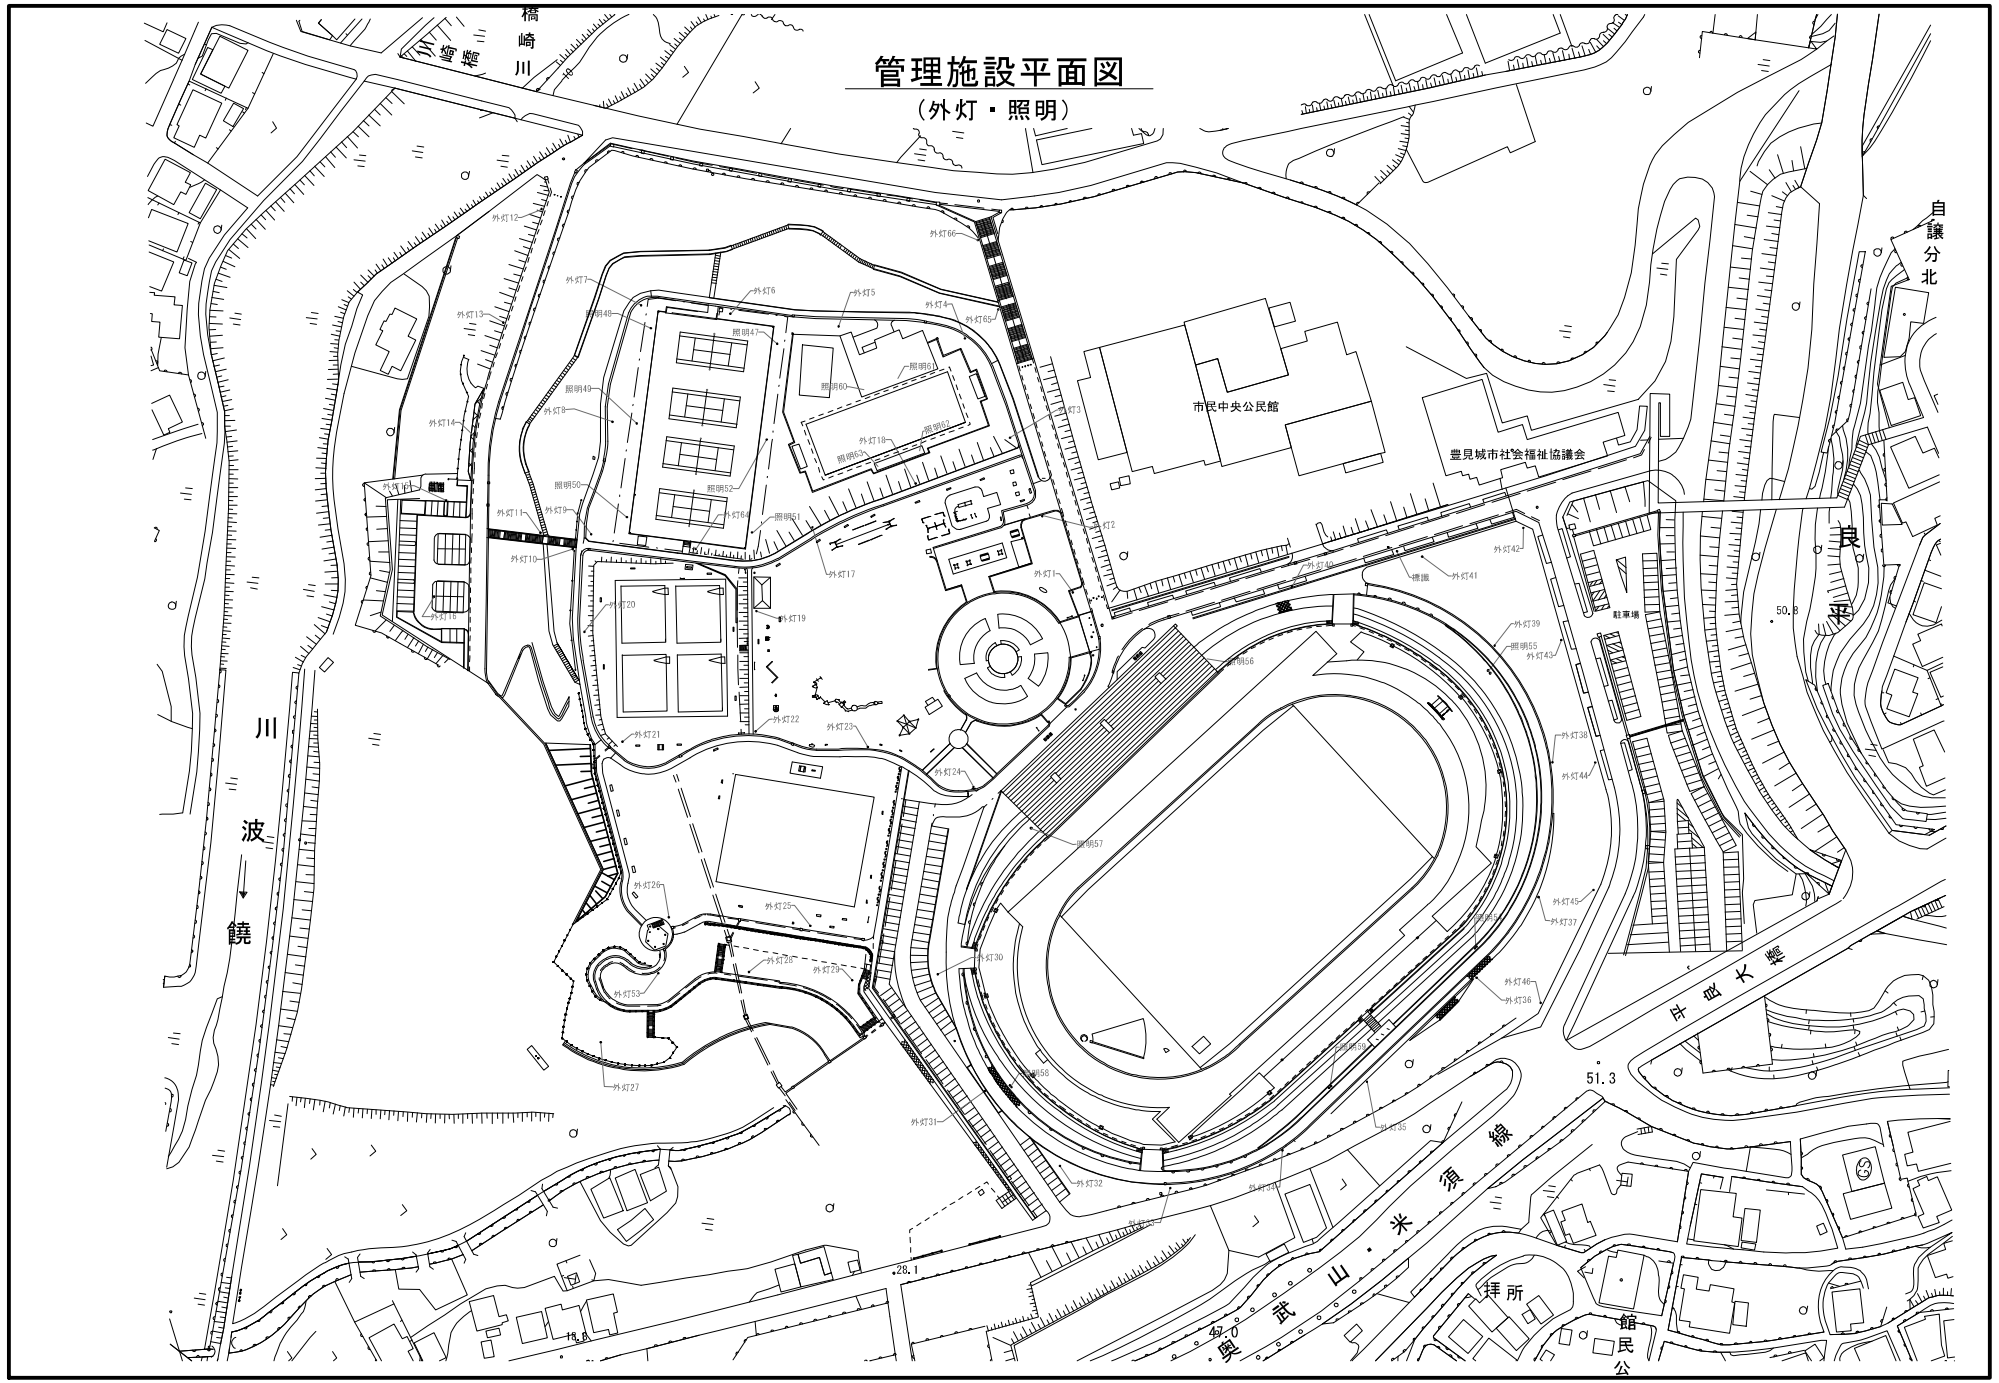 管理施設平面図
(外灯・照明)
橋
崎
川
川
崎
橋
10
自
譲
分
北
外灯12
外灯66
外灯7
外灯6
外灯5
外灯4
外灯65
外灯13
照明48
照明47
照明61
照明49
照明60
外灯8
外灯3
市民中央公民館
外灯14
照明62
外灯18
照明63
豊見城市社会福祉協議会
外灯15
照明50
照明52
外灯11
外灯9
外灯64
照明51
外灯2
良
外灯42
外灯10
外灯17
外灯1
外灯40
標識
外灯41
外灯20
外灯16
外灯19
駐車場
50.8
平
外灯39
照明55
外灯43
照明56
川
外灯22
外灯21
外灯23
外灯38
外灯24
外灯44
波
照明57
外灯26
外灯25
外灯45
外灯37
饒
外灯28
外灯30
外灯29
外灯53
外灯46
外灯36
平良大橋
照明59
照明58
外灯27
51.3
外灯31
外灯35
外灯32
外灯34
外灯33
GS
奥武山・米須線
28.1
18.8
47.0
拝所
館
民
公